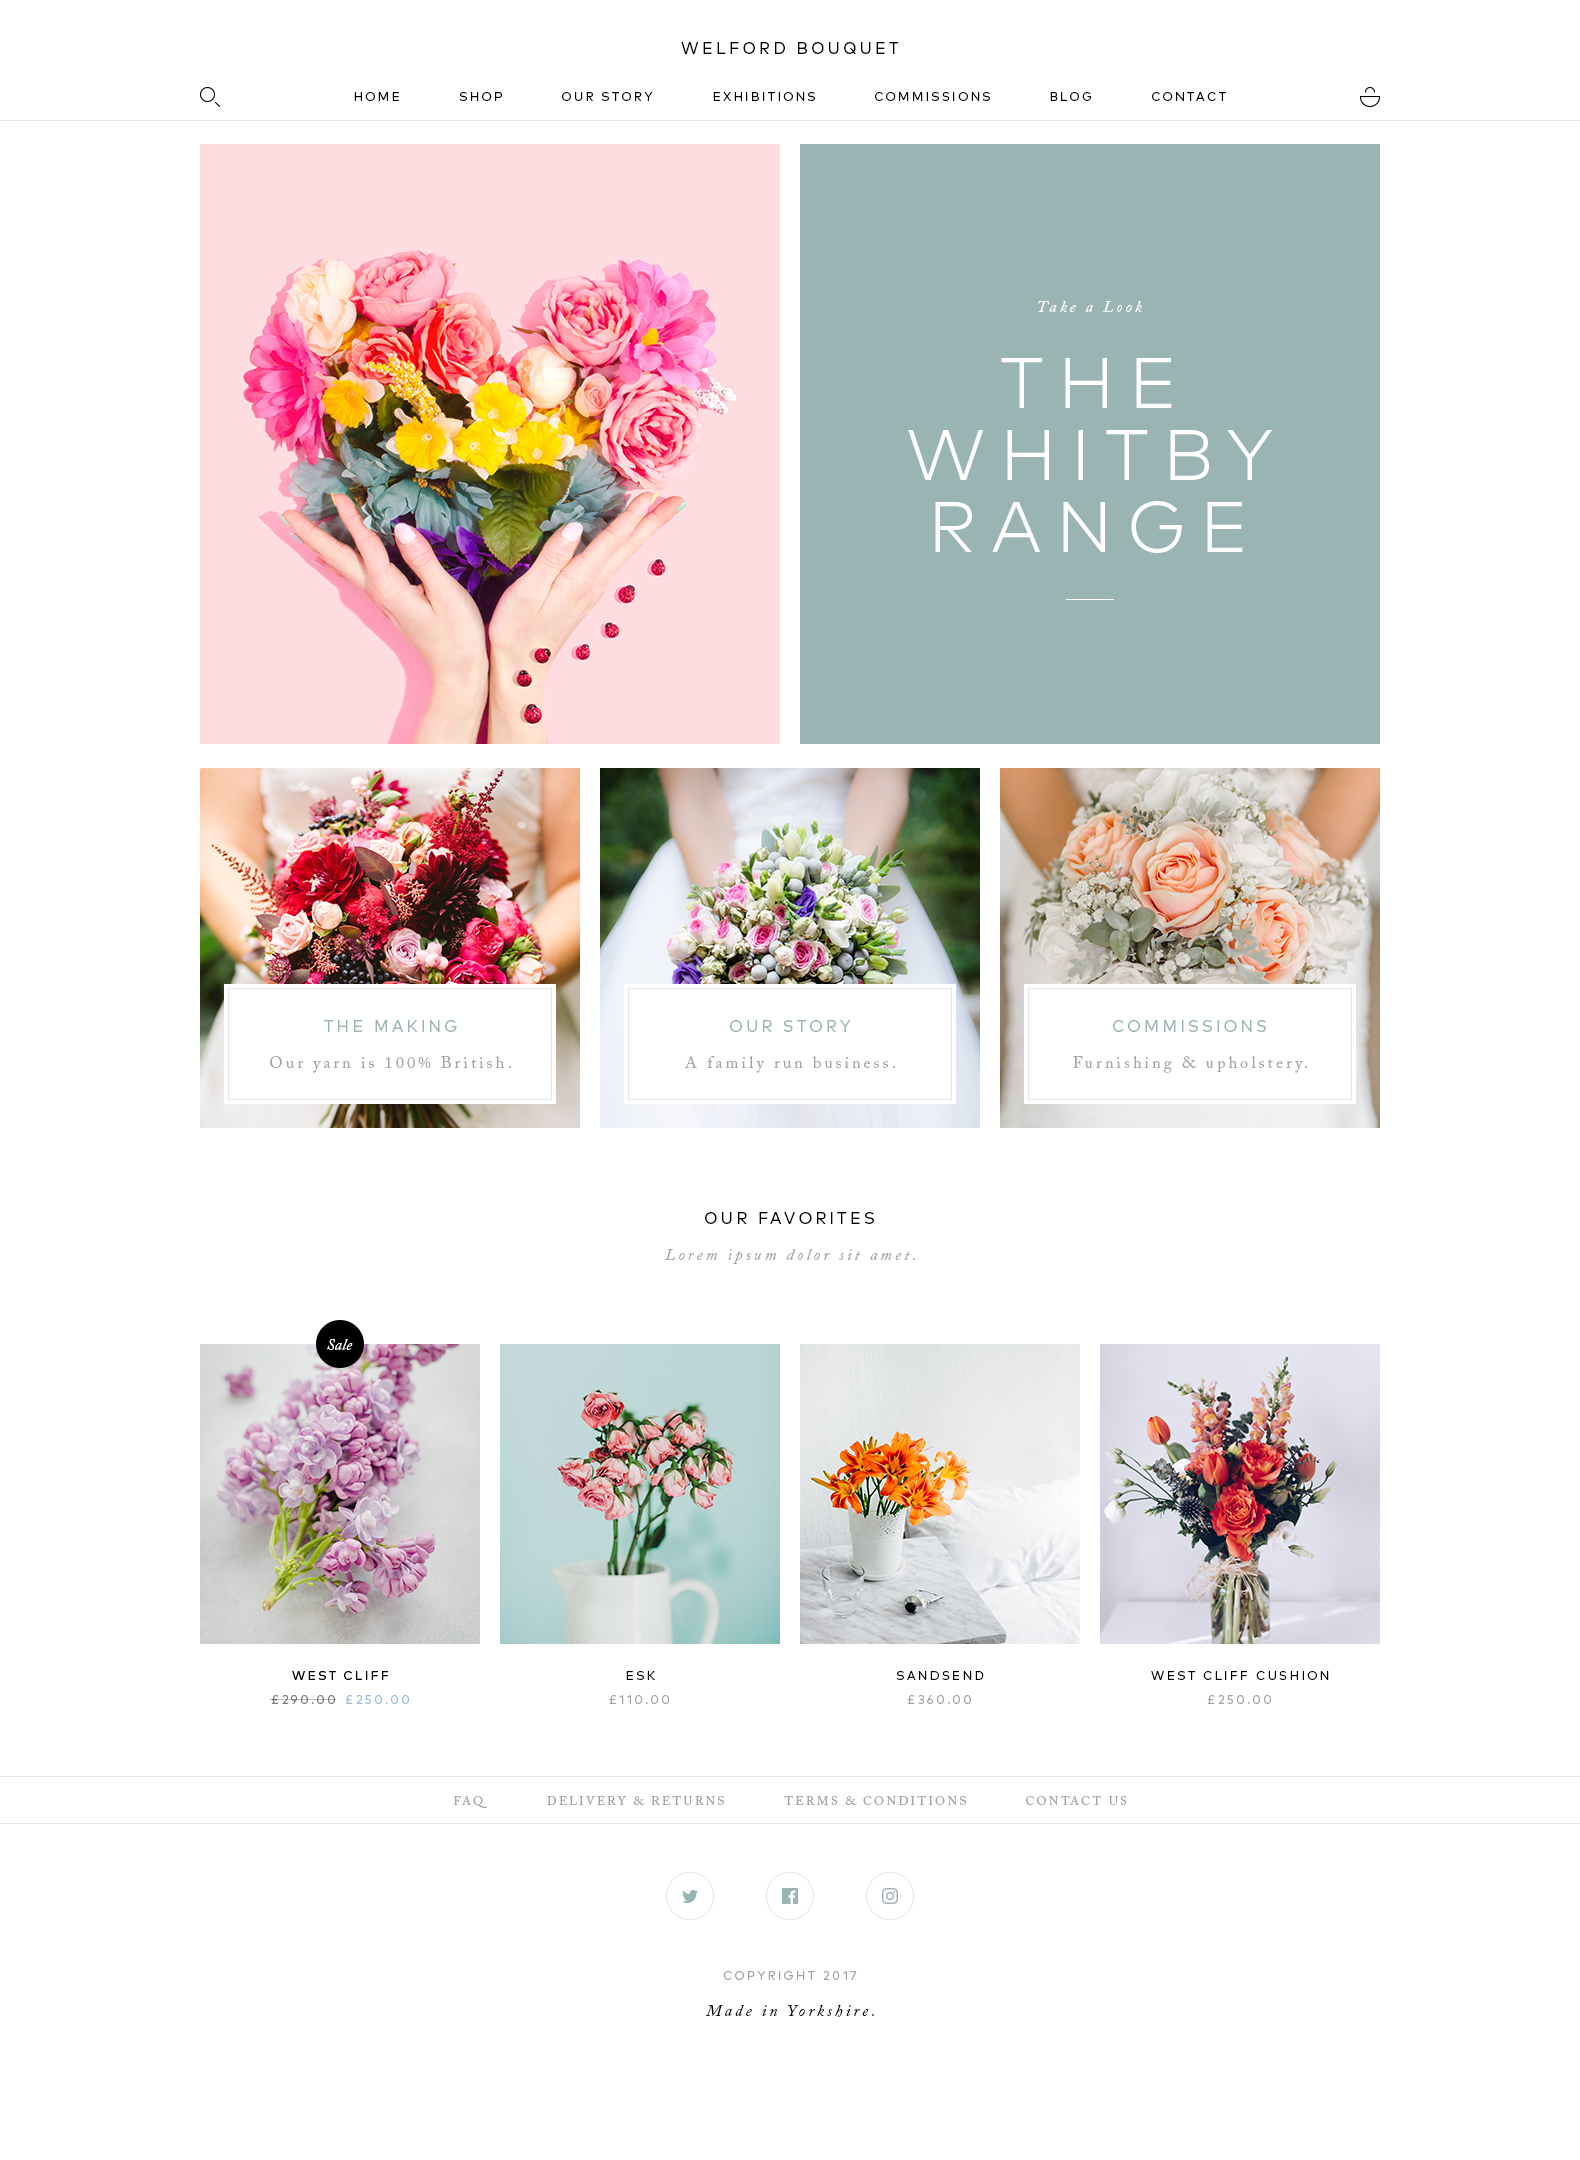 WELFORD BOUQUET
HOME SHOP OUR STORY EXHIBITIONS COMMISSIONS BLOG CONTACT
Take a Look
THE
WHITBY
RANGE
THE MAKING
Our yarn is 100% British.
OUR STORY
A family run business.
COMMISSIONS
Furnishing & upholstery.
OUR FAVORITES
Lorem ipsum dolor sit amet.
Sale
WEST CLIFF
£290.00 £250.00
ESK
£110.00
SANDSEND
£360.00
WEST CLIFF CUSHION
£250.00
FAQ DELIVERY & RETURNS TERMS & CONDITIONS CONTACT US
COPYRIGHT 2017
Made in Yorkshire.